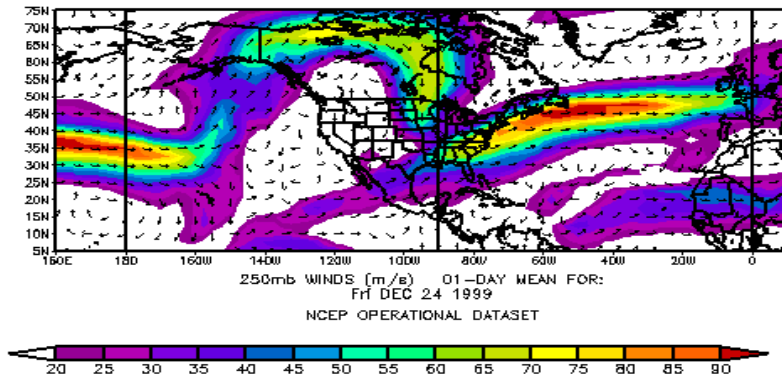 75N
70N
65N
60N
55N
50N
45N
40N
35N
30N
25N
20N
15N
10N
5N
160E 180 160W 140W 120W 100W 80W 60W 40W 20W 0
250mb WINDS (m/s) 01-DAY MEAN FOR:
Fri DEC 24 1999
NCEP OPERATIONAL DATASET
20 25 30 35 40 45 50 55 60 65 70 75 80 85 90